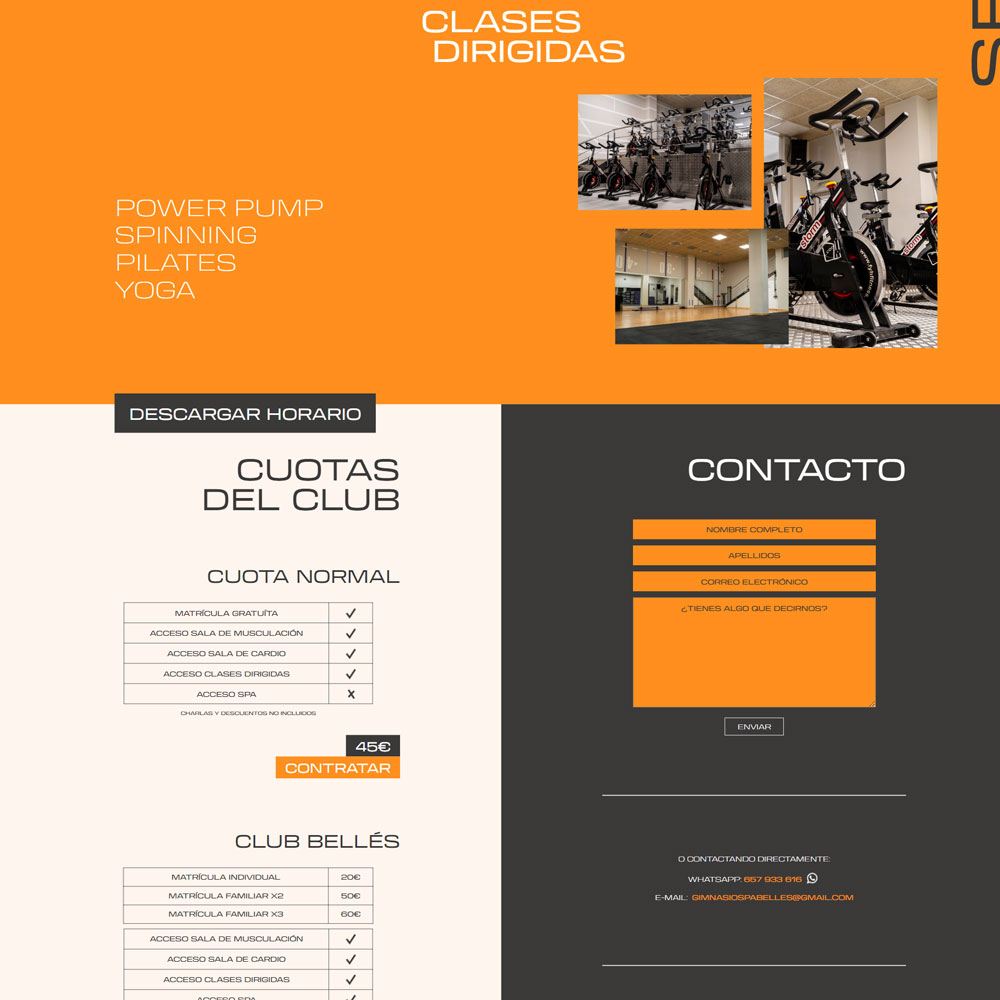 CLASES
DIRIGIDAS
SE
storm
storm
POWER PUMP
SPINNING
PILATES
YOGA
DESCARGAR HORARIO
CUOTAS
DEL CLUB
CUOTA NORMAL
MATRÍCULA GRATUÍTA ✓
ACCESO SALA DE MUSCULACIÓN ✓
ACCESO SALA DE CARDIO ✓
ACCESO CLASES DIRIGIDAS ✓
ACCESO SPA ✗
CHARLAS Y DESCUENTOS NO INCLUIDOS
45€
CONTRATAR
CLUB BELLÉS
MATRÍCULA INDIVIDUAL 20€
MATRÍCULA FAMILIAR X2 50€
MATRÍCULA FAMILIAR X3 60€
ACCESO SALA DE MUSCULACIÓN ✓
ACCESO SALA DE CARDIO ✓
ACCESO CLASES DIRIGIDAS ✓
ACCESO SPA ✓
CONTACTO
NOMBRE COMPLETO
APELLIDOS
CORREO ELECTRÓNICO
¿TIENES ALGO QUE DECIRNOS?
ENVIAR
O CONTACTANDO DIRECTAMENTE:
WHATSAPP: 657 933 616
E-MAIL: GIMNASIOSPABELLES@GMAIL.COM